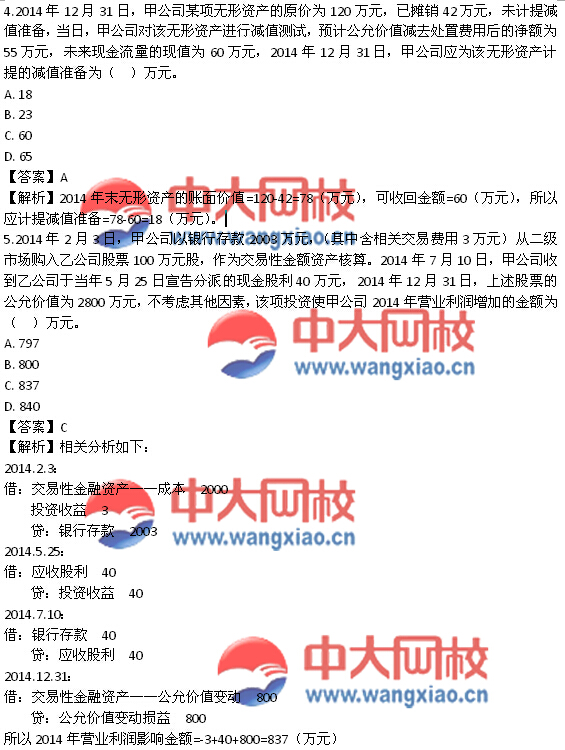 4.2014 年 12 月 31 日，甲公司某项无形资产的原价为 120 万元，已摊销 42 万元，未计提减
值准备，当日，甲公司对该无形资产进行减值测试，预计公允价值减去处置费用后的净额为
55 万元，未来现金流量的现值为 60 万元，2014 年 12 月 31 日，甲公司应为该无形资产计
提的减值准备为（　）万元。
A. 18
B. 23
C. 60
D. 65
【答案】A
【解析】2014 年末无形资产的账面价值=120-42=78（万元），可收回金额=60（万元），所以
应计提减值准备=78-60=18（万元）。
5.2014 年 2 月 3 日，甲公司以银行存款 2003 万元，（其中含相关交易费用 3 万元）从二级
市场购入乙公司股票 100 万元股，作为交易性金额资产核算。2014 年 7 月 10 日，甲公司收
到乙公司于当年 5 月 25 日宣告分派的现金股利 40 万元，2014 年 12 月 31 日，上述股票的
公允价值为 2800 万元，不考虑其他因素，该项投资使甲公司 2014 年营业利润增加的金额为
（　）万元。
A. 797
B. 800
C. 837
D. 840
【答案】C
【解析】相关分析如下：
2014.2.3：
借：交易性金融资产——成本　2000
投资收益　3
贷：银行存款　2003
2014.5.25：
借：应收股利　40
贷：投资收益　40
2014.7.10：
借：银行存款　40
贷：应收股利　40
2014.12.31：
借：交易性金融资产——公允价值变动　800
贷：公允价值变动损益　800
所以 2014 年营业利润影响金额=-3+40+800=837（万元）
中大网校
www.wangxiao.cn
中大网校
www.wangxiao.cn
中大网校
www.wangxiao.cn
中大网校
www.wangxiao.cn